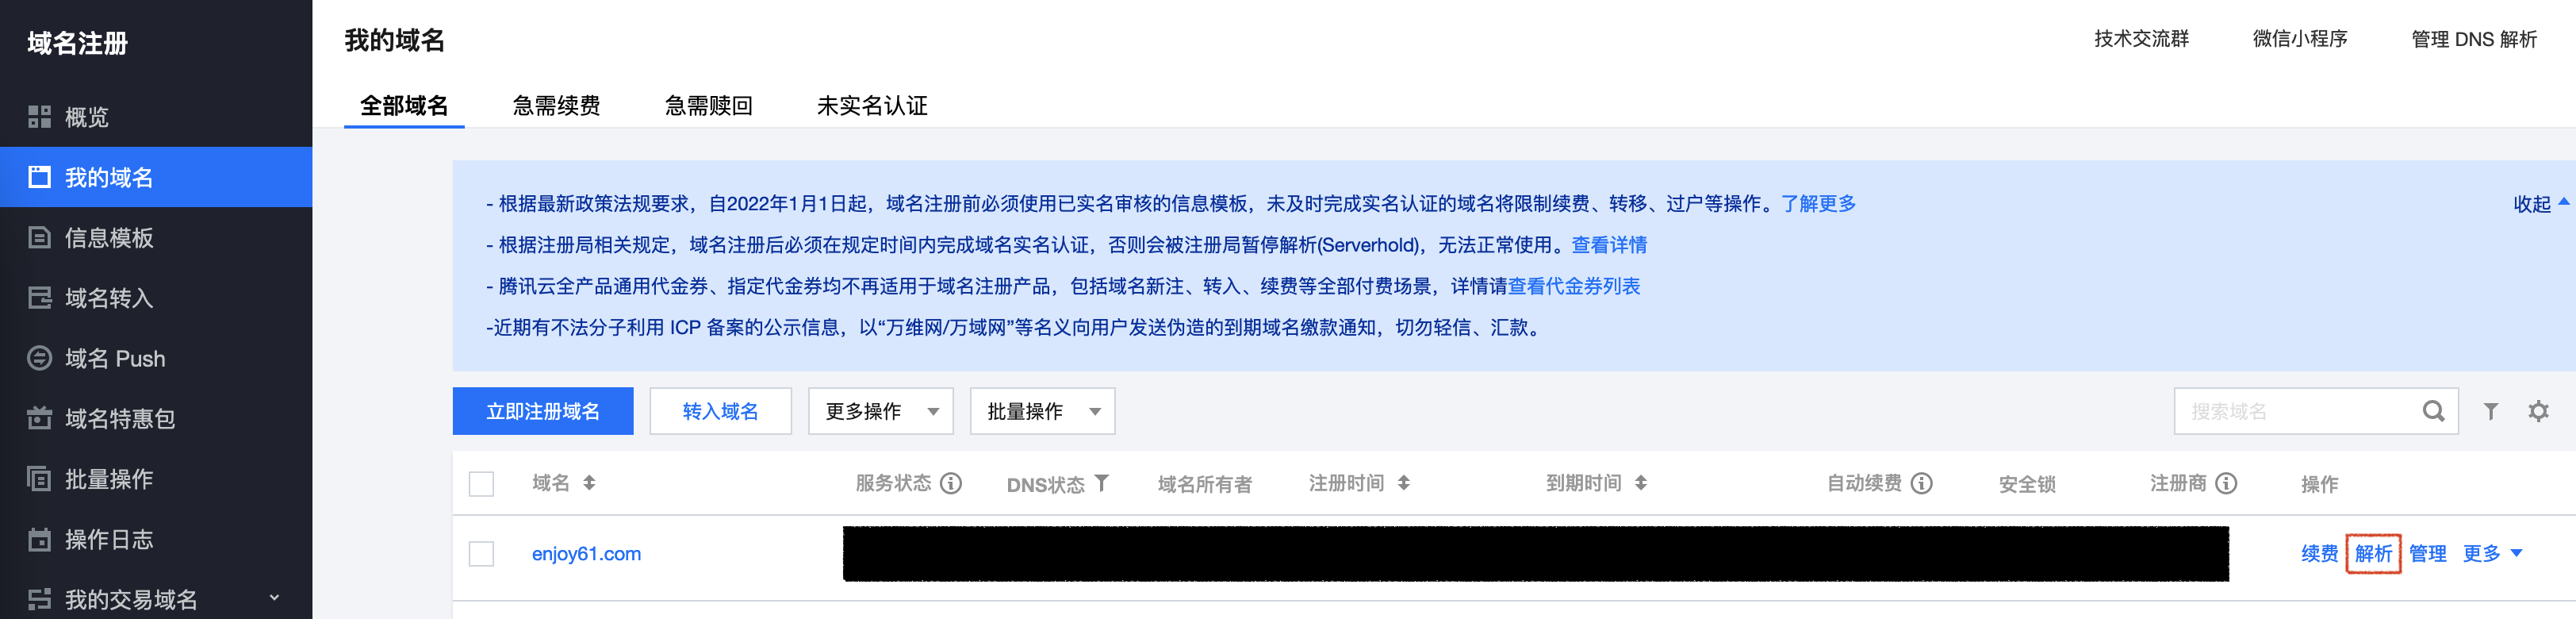 域名注册
概览
我的域名
信息模板
域名转入
域名 Push
域名特惠包
批量操作
操作日志
我的交易域名
我的域名
技术交流群 微信小程序 管理 DNS 解析
全部域名 急需续费 急需赎回 未实名认证
- 根据最新政策法规要求，自2022年1月1日起，域名注册前必须使用已实名审核的信息模板，未及时完成实名认证的域名将限制续费、转移、过户等操作。了解更多
收起
- 根据注册局相关规定，域名注册后必须在规定时间内完成域名实名认证，否则会被注册局暂停解析(Serverhold)，无法正常使用。查看详情
- 腾讯云全产品通用代金券、指定代金券均不再适用于域名注册产品，包括域名新注、转入、续费等全部付费场景，详情请查看代金券列表
-近期有不法分子利用 ICP 备案的公示信息，以“万维网/万域网”等名义向用户发送伪造的到期域名缴款通知，切勿轻信、汇款。
立即注册域名 转入域名 更多操作 批量操作 搜索域名
域名 服务状态 DNS状态 域名所有者 注册时间 到期时间 自动续费 安全锁 注册商 操作
enjoy61.com 续费 解析 管理 更多